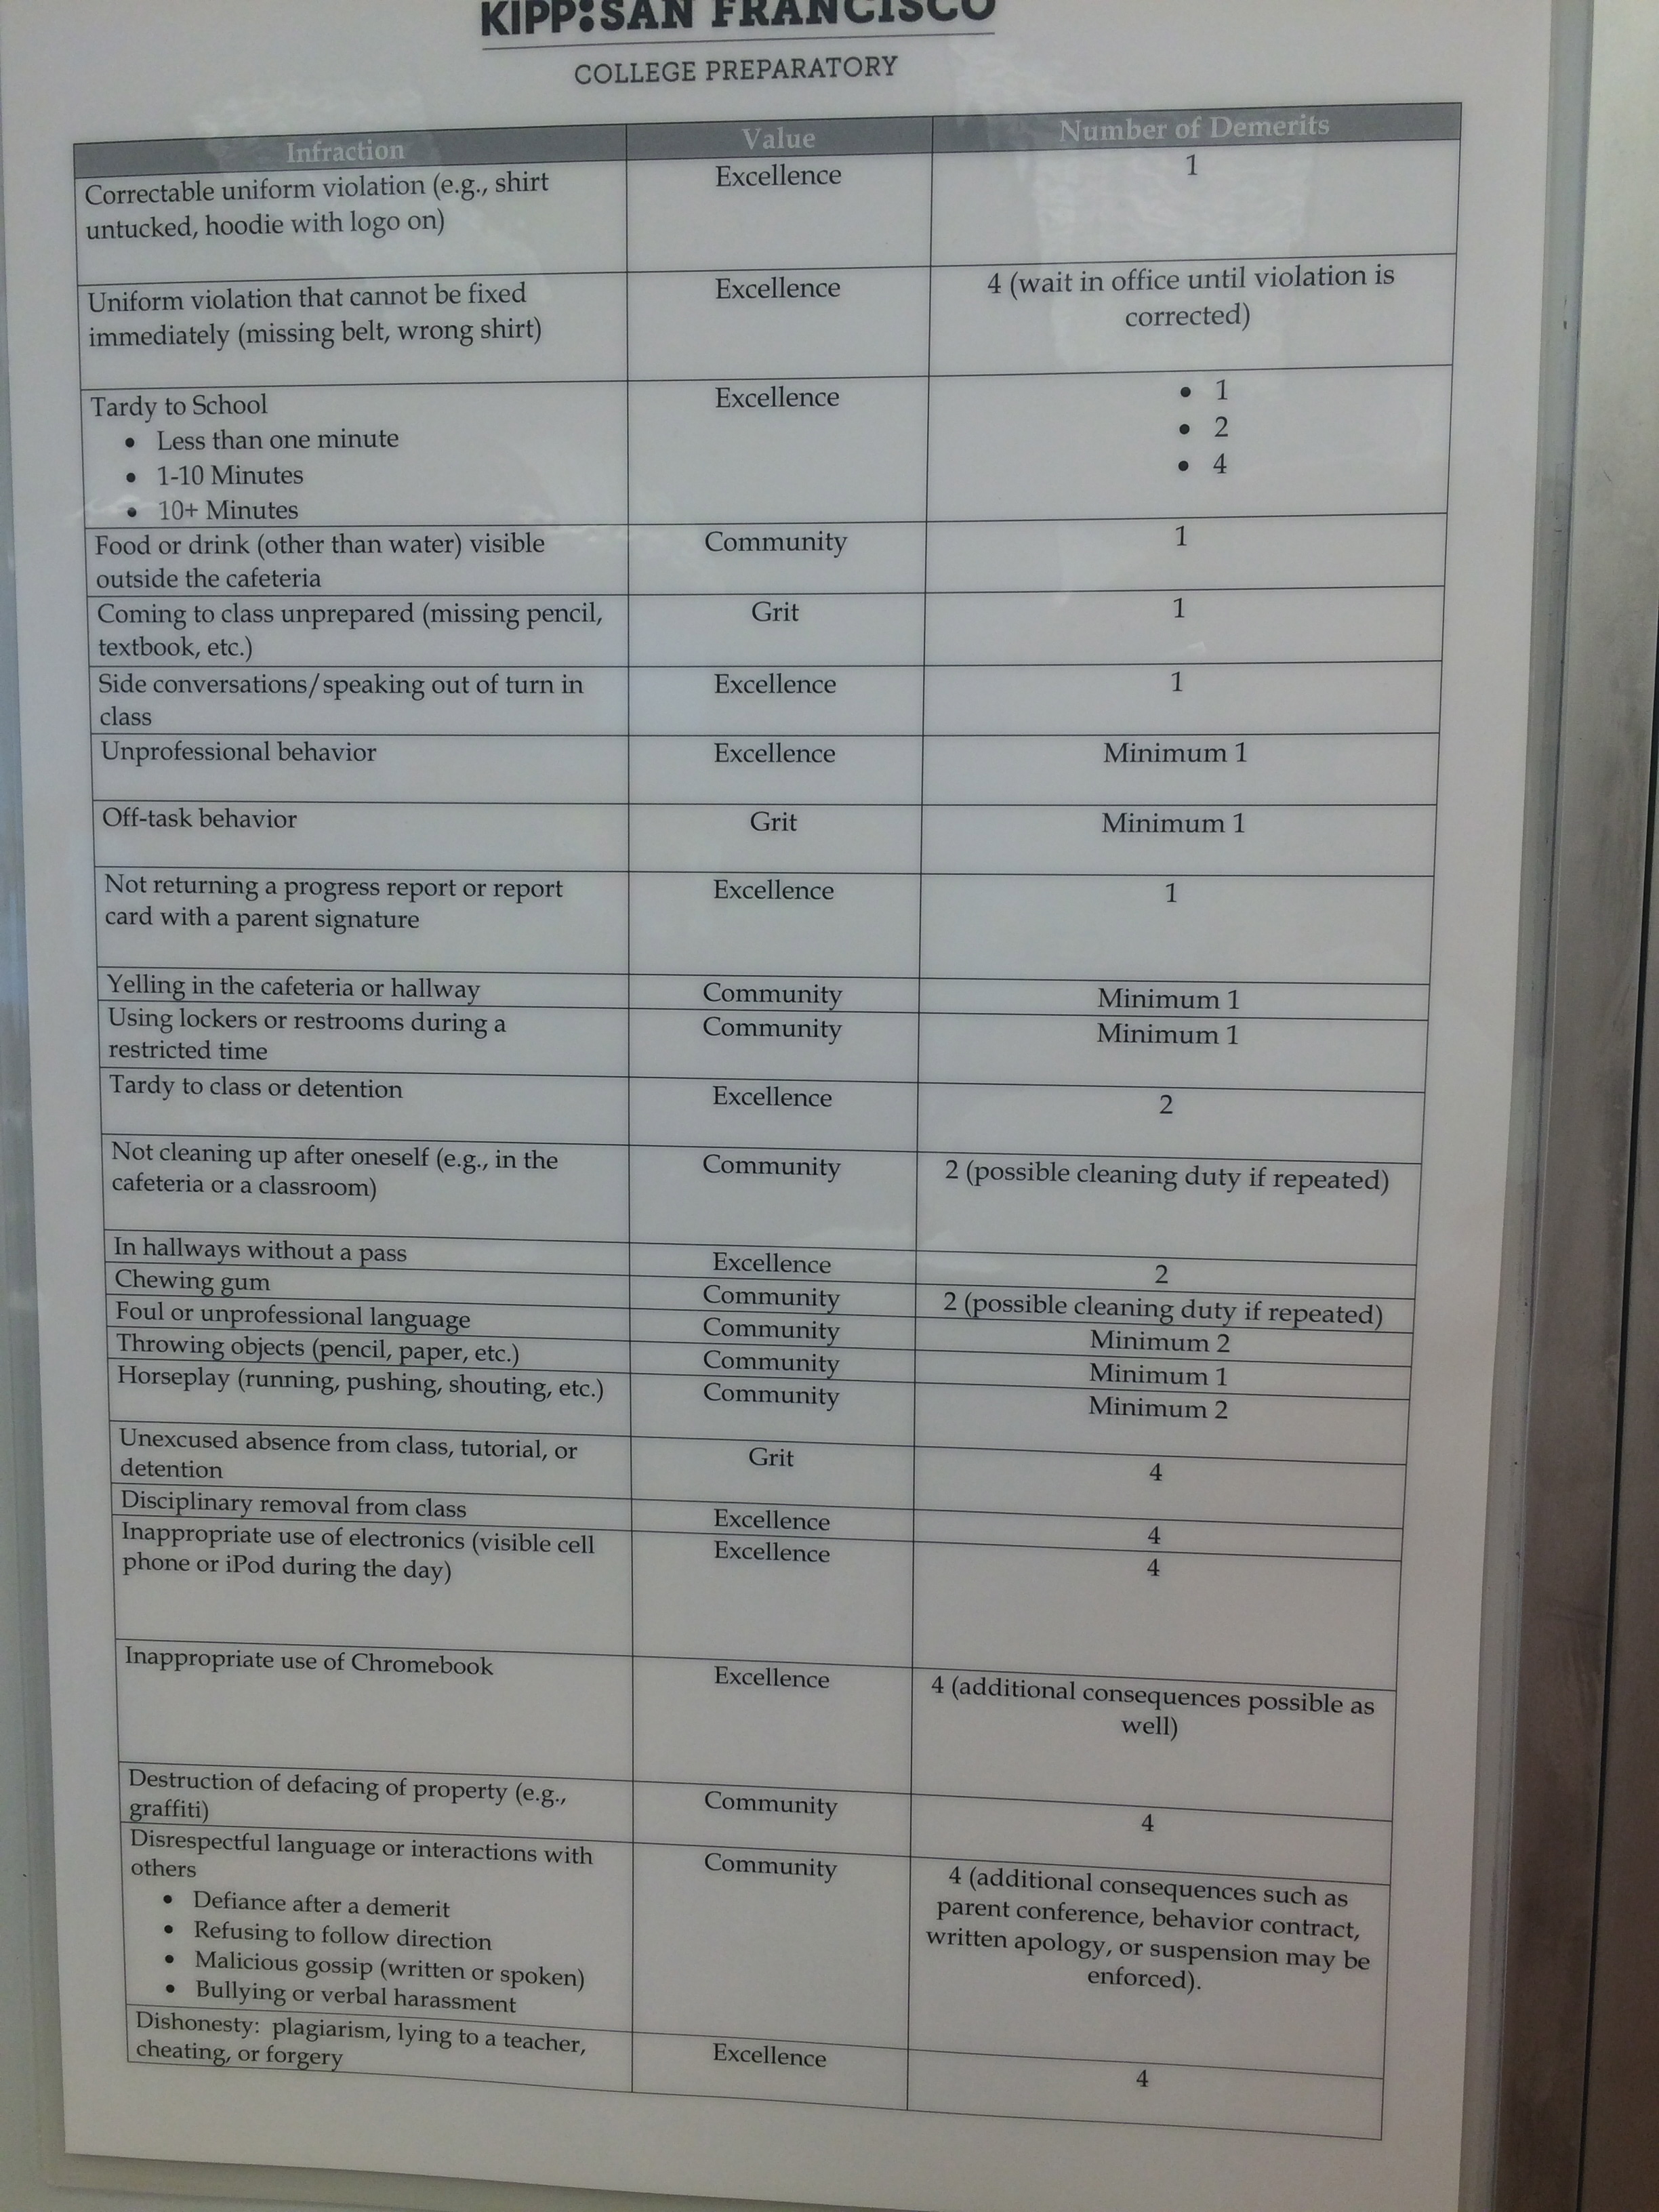 KIPP:SAN FRANCISCO
COLLEGE PREPARATORY
Infraction Value Number of Demerits
Correctable uniform violation (e.g., shirt Excellence 1
untucked, hoodie with logo on)
Uniform violation that cannot be fixed Excellence 4 (wait in office until violation is
immediately (missing belt, wrong shirt) corrected)
Tardy to School Excellence • 1
• Less than one minute • 2
• 1-10 Minutes • 4
• 10+ Minutes
Food or drink (other than water) visible Community 1
outside the cafeteria
Coming to class unprepared (missing pencil, Grit 1
textbook, etc.)
Side conversations/speaking out of turn in Excellence 1
class
Unprofessional behavior Excellence Minimum 1
Off-task behavior Grit Minimum 1
Not returning a progress report or report Excellence 1
card with a parent signature
Yelling in the cafeteria or hallway Community Minimum 1
Using lockers or restrooms during a Community Minimum 1
restricted time
Tardy to class or detention Excellence 2
Not cleaning up after oneself (e.g., in the Community 2 (possible cleaning duty if repeated)
cafeteria or a classroom)
In hallways without a pass Excellence 2
Chewing gum Community 2 (possible cleaning duty if repeated)
Foul or unprofessional language Community Minimum 2
Throwing objects (pencil, paper, etc.) Community Minimum 1
Horseplay (running, pushing, shouting, etc.) Community Minimum 2
Unexcused absence from class, tutorial, or Grit 4
detention
Disciplinary removal from class Excellence 4
Inappropriate use of electronics (visible cell Excellence 4
phone or iPod during the day)
Inappropriate use of Chromebook Excellence 4 (additional consequences possible as
well)
Destruction of defacing of property (e.g., Community 4
graffiti)
Disrespectful language or interactions with Community 4 (additional consequences such as
others parent conference, behavior contract,
• Defiance after a demerit written apology, or suspension may be
• Refusing to follow direction enforced).
• Malicious gossip (written or spoken)
• Bullying or verbal harassment
Dishonesty: plagiarism, lying to a teacher, Excellence 4
cheating, or forgery